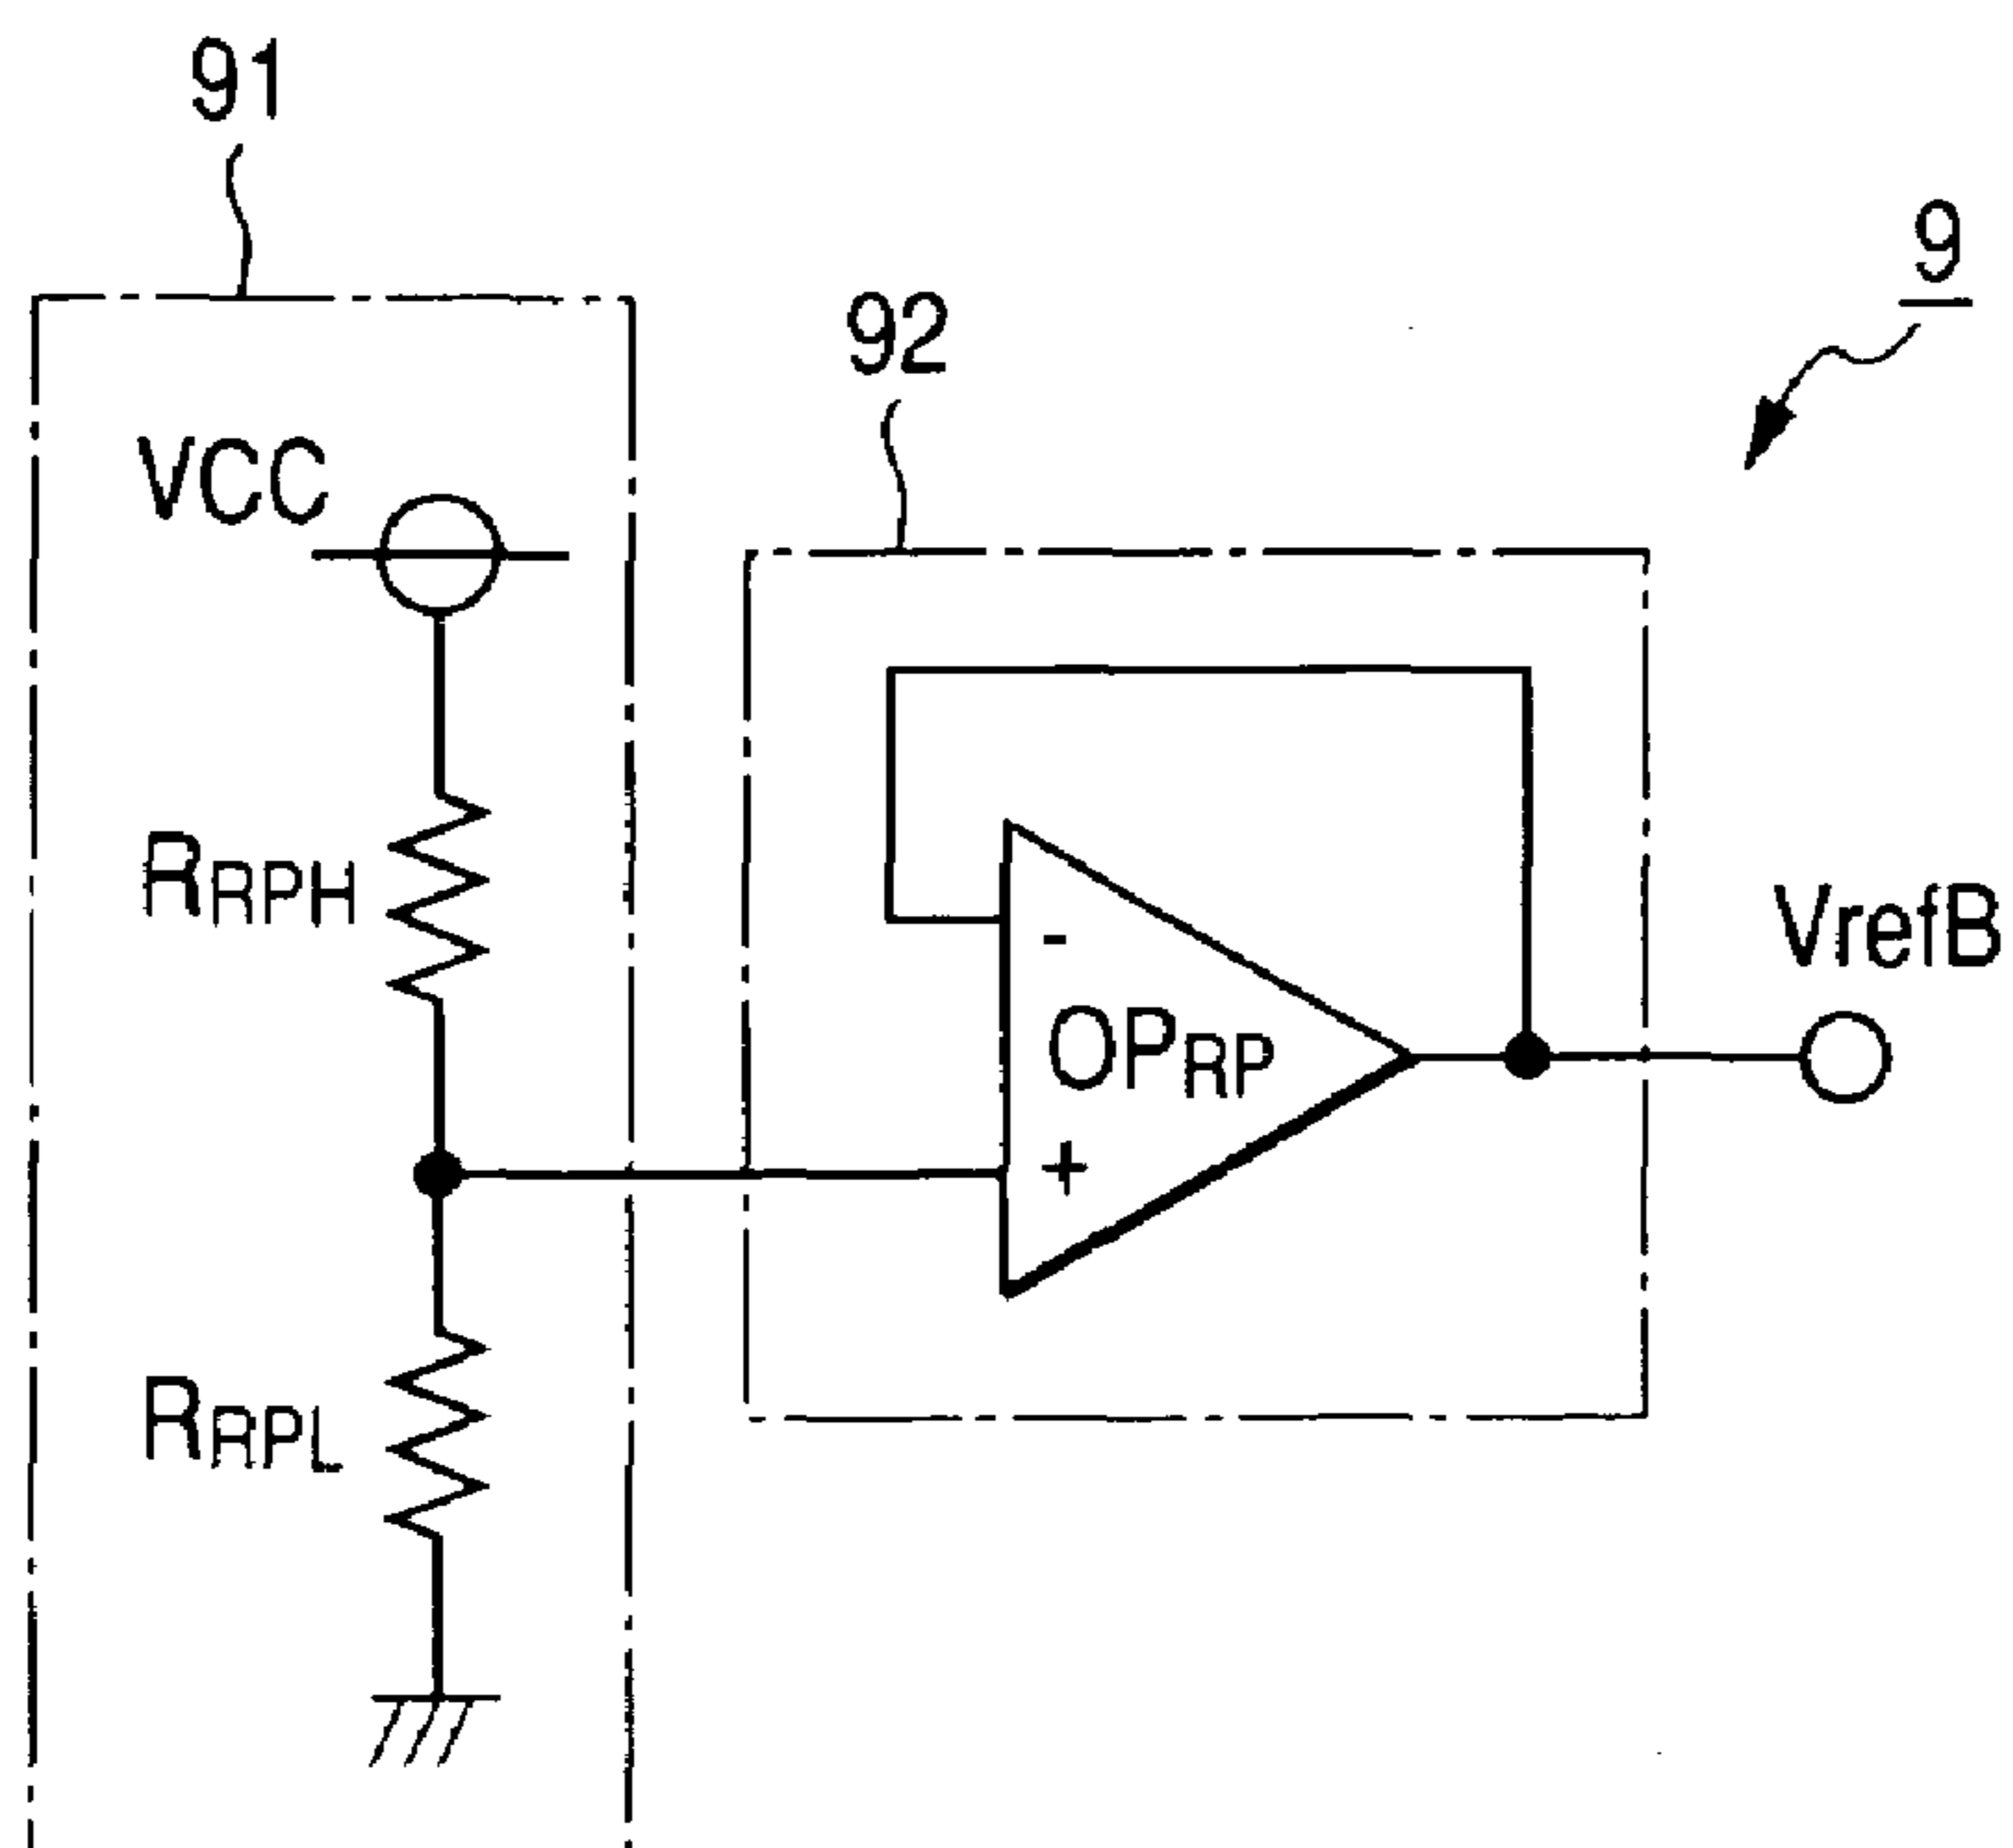 91
9
92
VCC
RRPH
VrefB
-
OPRP
+
RRPL